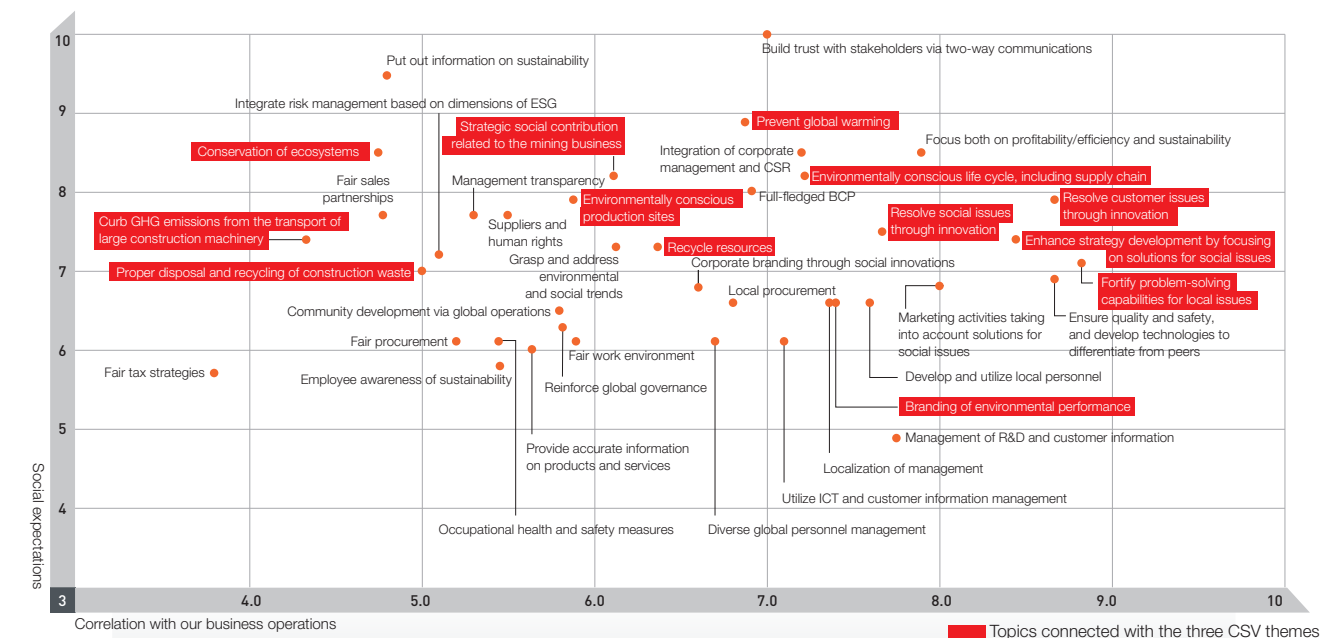 10
Build trust with stakeholders via two-way communications
Put out information on sustainability
9
Integrate risk management based on dimensions of ESG
Strategic social contribution
related to the mining business
Prevent global warming
Conservation of ecosystems
Integration of corporate
management and CSR
Focus both on profitability/efficiency and sustainability
Fair sales
partnerships
Management transparency
Environmentally conscious life cycle, including supply chain
8
Full-fledged BCP
Environmentally conscious
production sites
Resolve customer issues
through innovation
Curb GHG emissions from the transport of
large construction machinery
Suppliers and
human rights
Resolve social issues
through innovation
Recycle resources
Enhance strategy development by focusing
on solutions for social issues
Grasp and address
environmental
and social trends
Corporate branding through social innovations
7
Proper disposal and recycling of construction waste
Local procurement
Fortify problem-solving
capabilities for local issues
Community development via global operations
Marketing activities taking
into account solutions for
social issues
Ensure quality and safety,
and develop technologies to
differentiate from peers
Fair procurement
6
Fair work environment
Fair tax strategies
Employee awareness of sustainability
Reinforce global governance
Develop and utilize local personnel
Branding of environmental performance
5
Management of R&D and customer information
Provide accurate information
on products and services
Localization of management
Utilize ICT and customer information management
4
Occupational health and safety measures
Diverse global personnel management
Social expectations
3
4.0
5.0
6.0
7.0
8.0
9.0
10
Correlation with our business operations
Topics connected with the three CSV themes